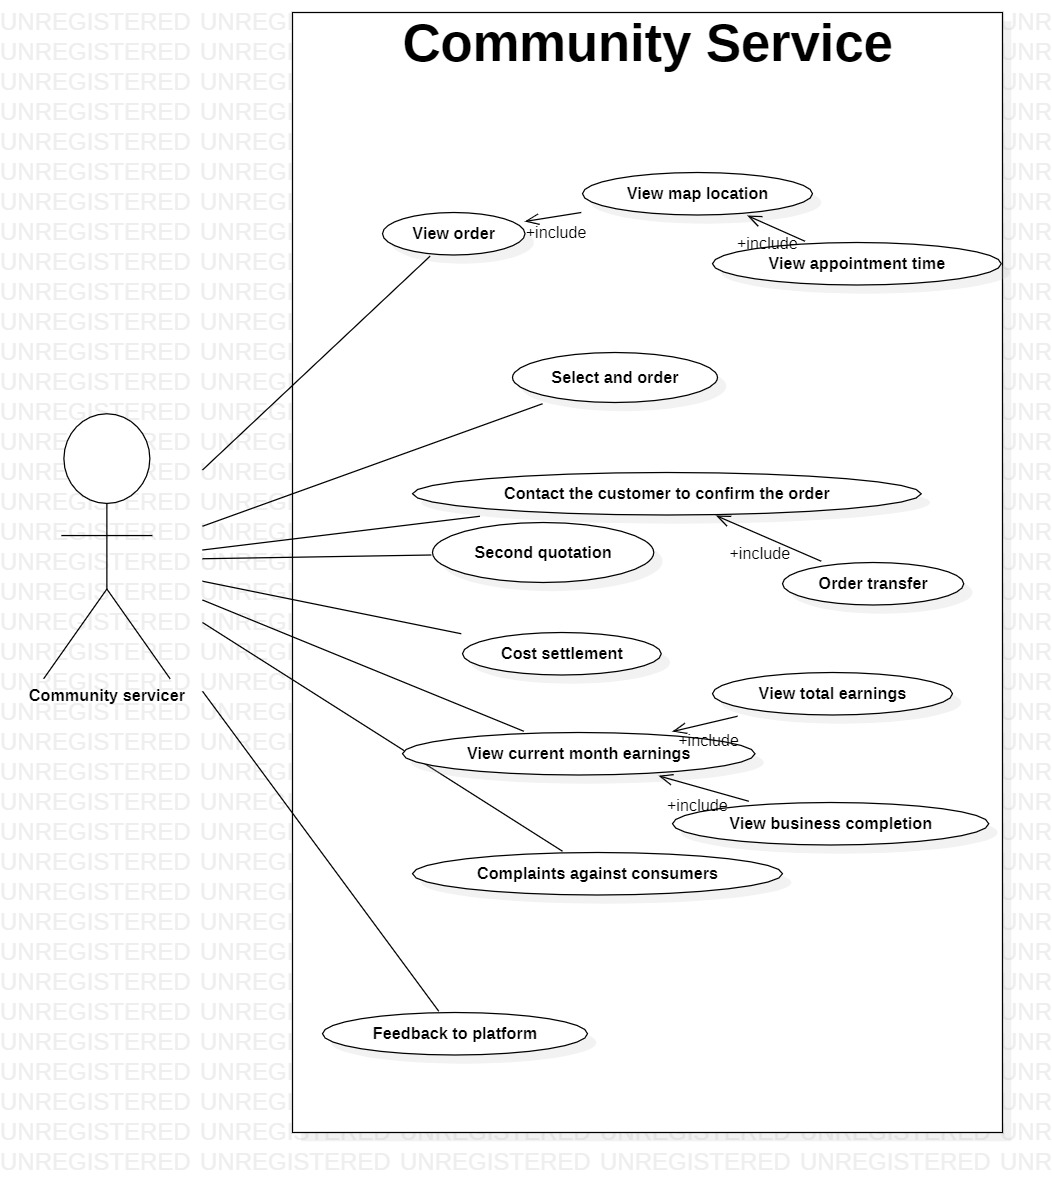 Community Service
View map location
View order
+include
+include
View appointment time
Select and order
Contact the customer to confirm the order
Second quotation
+include
Order transfer
Cost settlement
Community servicer
View total earnings
+include
View current month earnings
+include
View business completion
Complaints against consumers
Feedback to platform
UNREGISTERED UNREGISTERED UNREGISTERED UNREGISTERED UNREGISTERED UNR